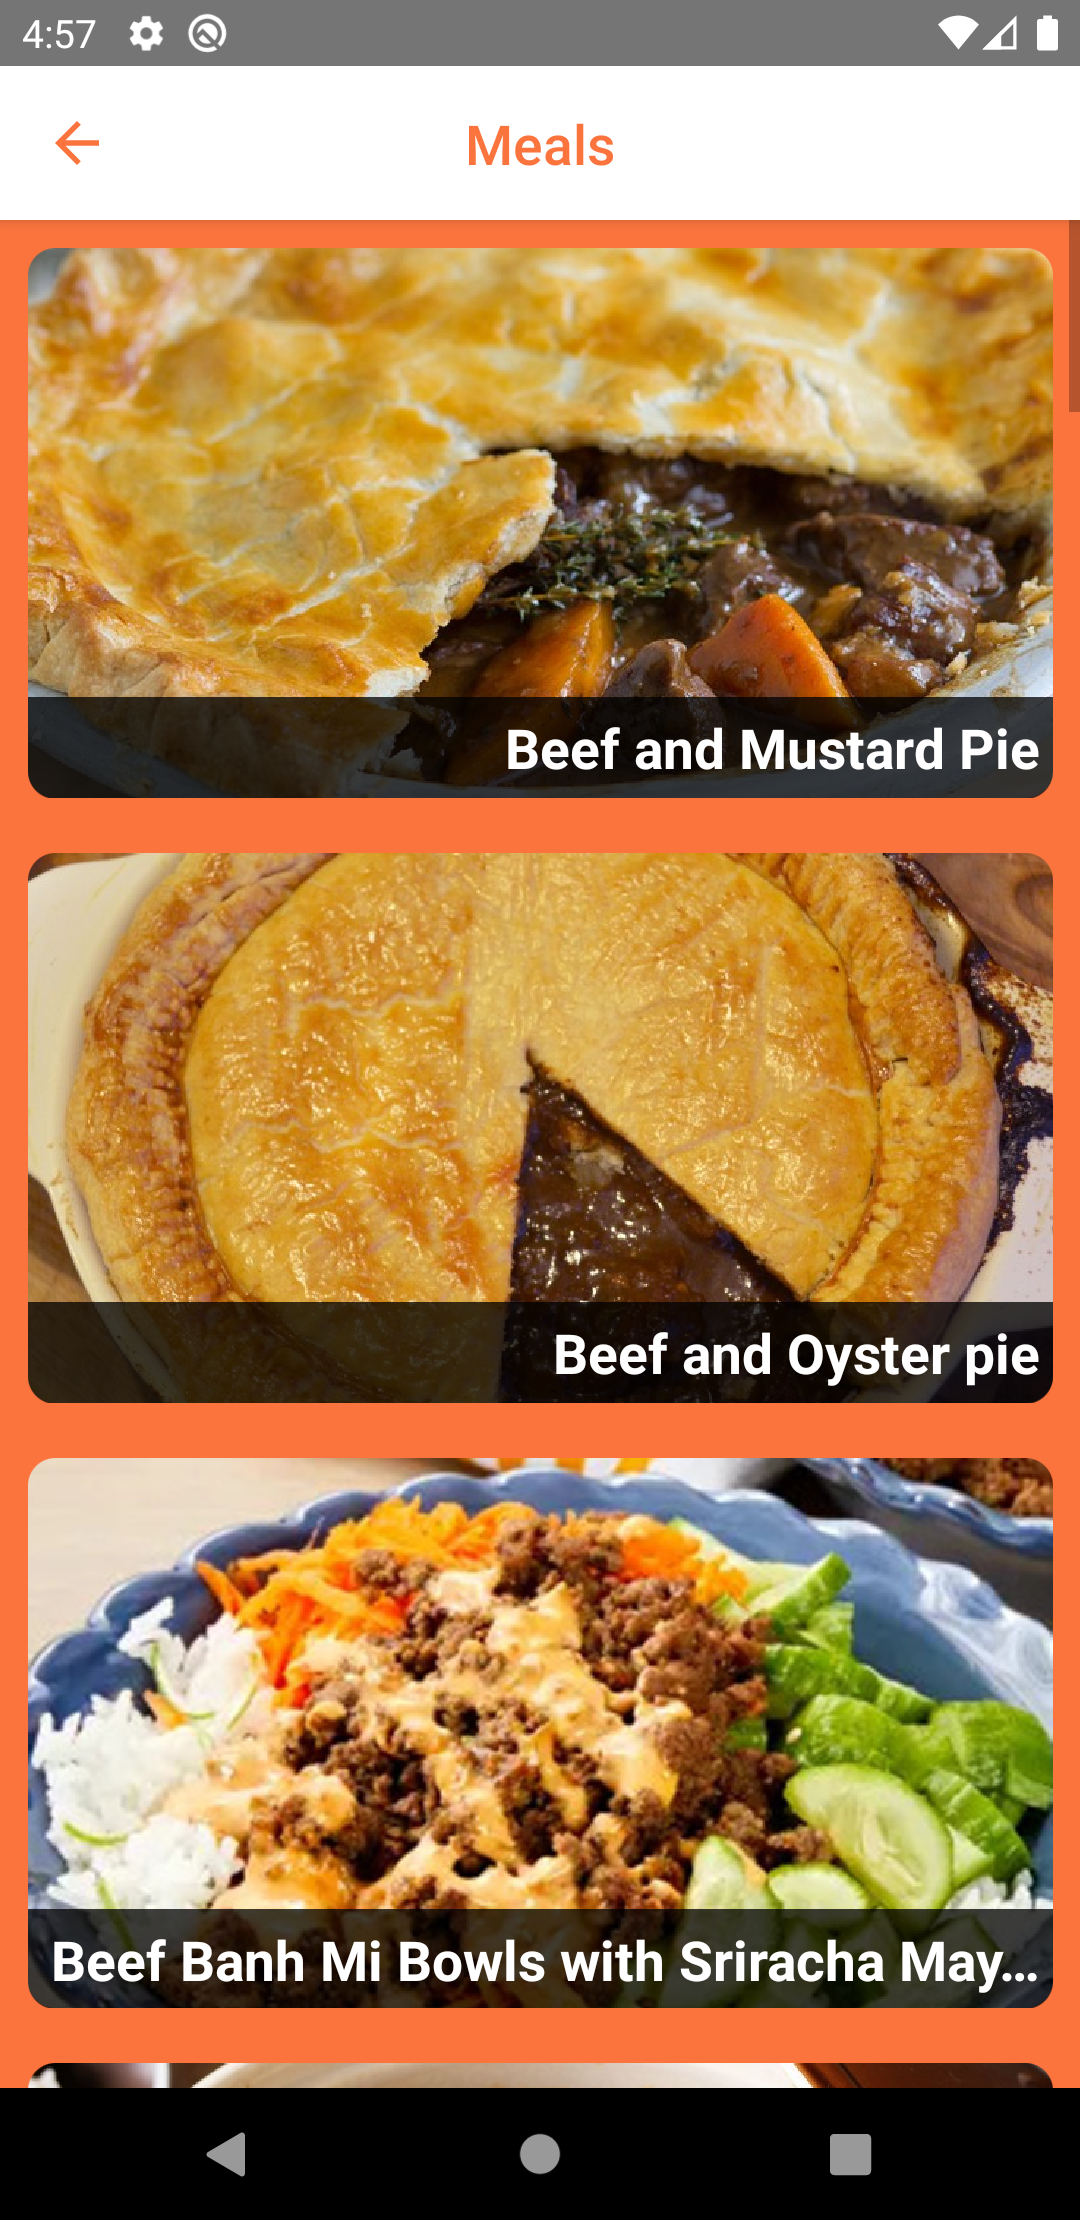 4:57
Meals
Beef and Mustard Pie
Beef and Oyster pie
Beef Banh Mi Bowls with Sriracha May...